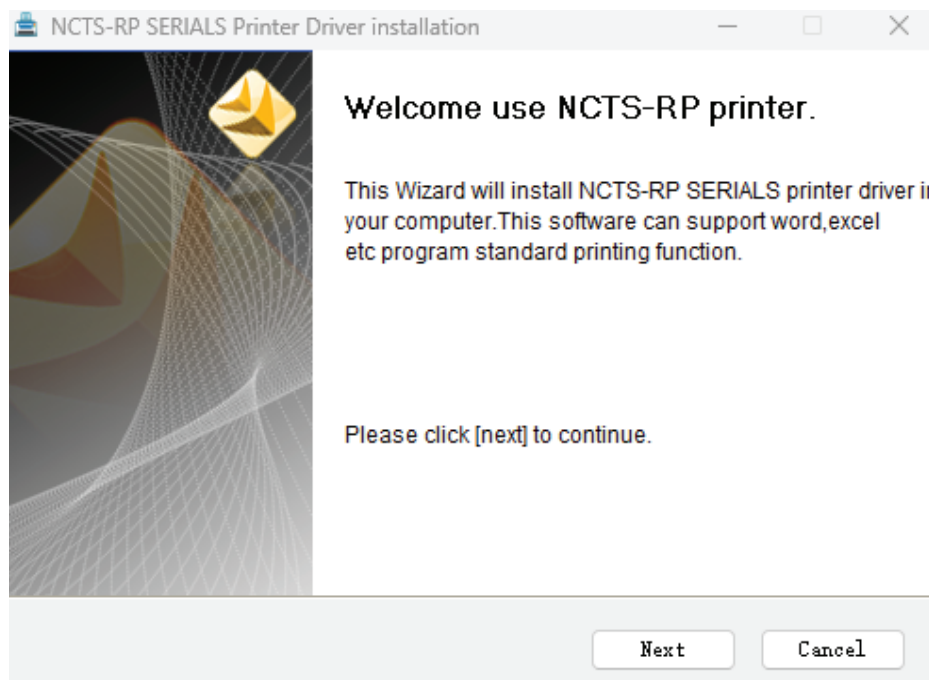 NCTS-RP SERIALS Printer Driver installation
Welcome use NCTS-RP printer.
This Wizard will install NCTS-RP SERIALS printer driver
your computer.This software can support word,excel
etc program standard printing function.
Please click [next] to continue.
Next
Cancel